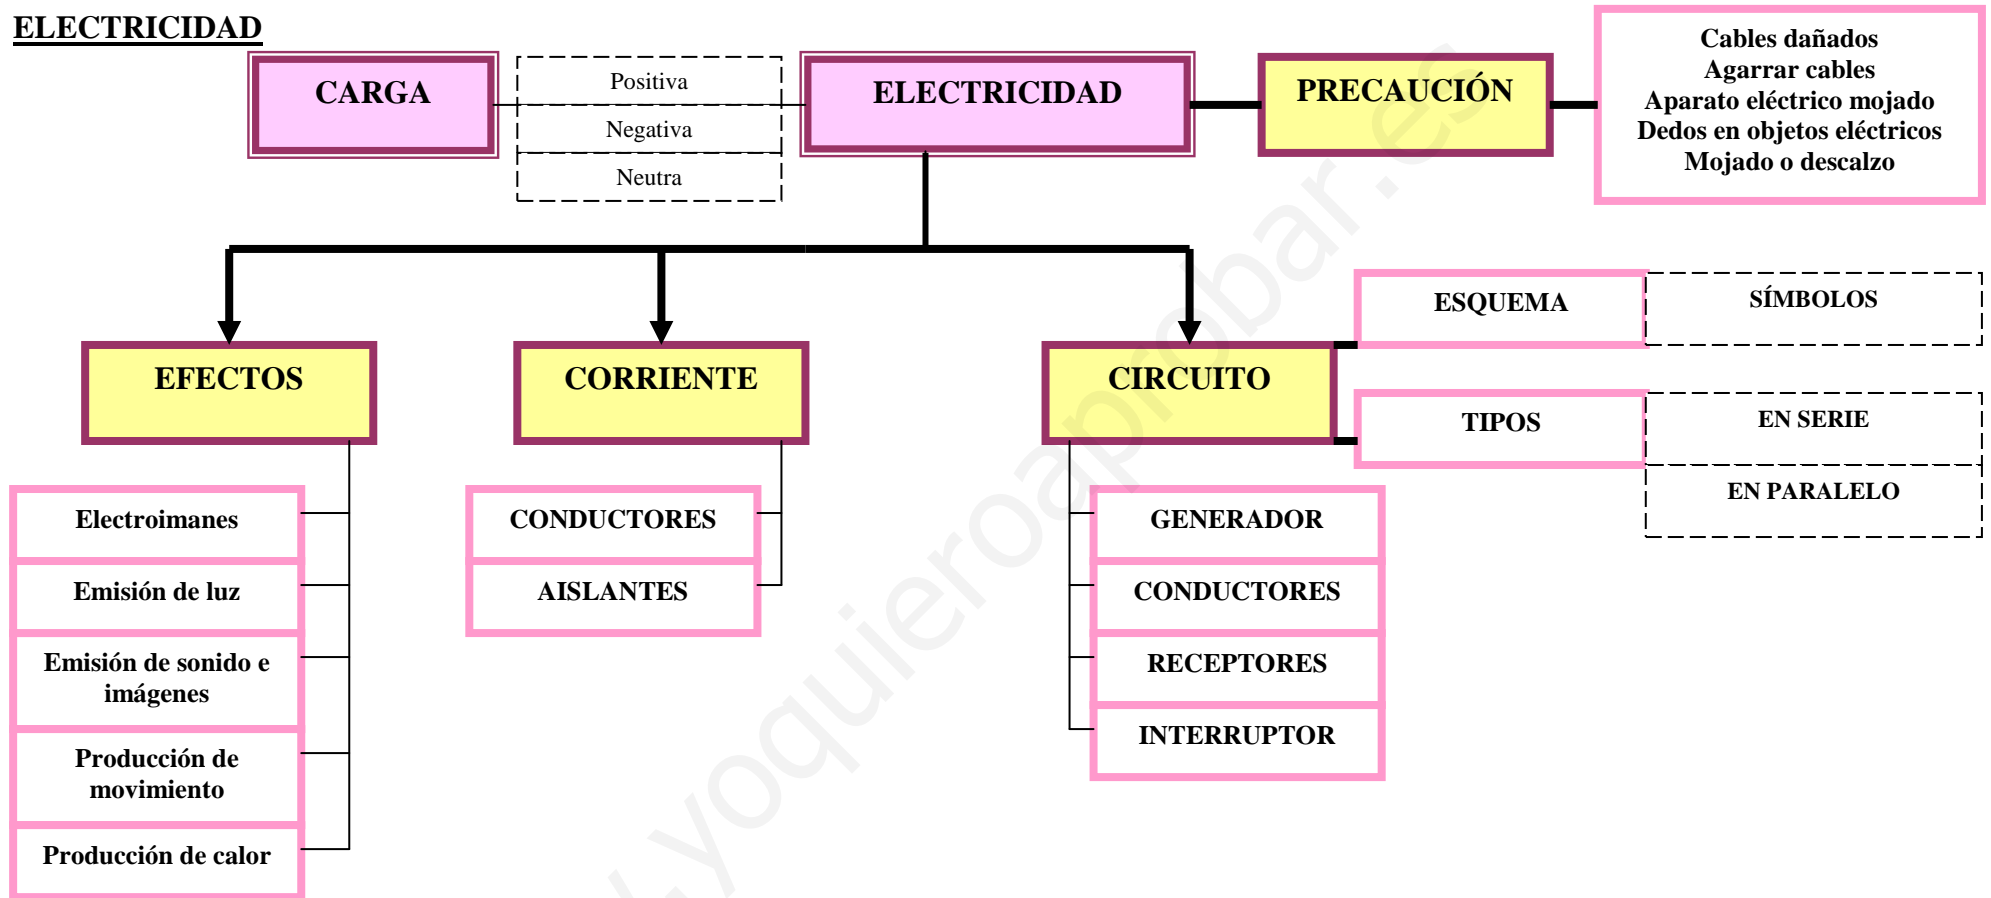 ELECTRICIDAD
CARGA
Positiva
Negativa
Neutra
ELECTRICIDAD
PRECAUCIÓN
Cables dañados
Agarrar cables
Aparato eléctrico mojado
Dedos en objetos eléctricos
Mojado o descalzo
EFECTOS
Electroimanes
Emisión de luz
Emisión de sonido e
imágenes
Producción de
movimiento
Producción de calor
CORRIENTE
CONDUCTORES
AISLANTES
CIRCUITO
GENERADOR
CONDUCTORES
RECEPTORES
INTERRUPTOR
ESQUEMA
SÍMBOLOS
TIPOS
EN SERIE
EN PARALELO
.yoquieroaprobar.es